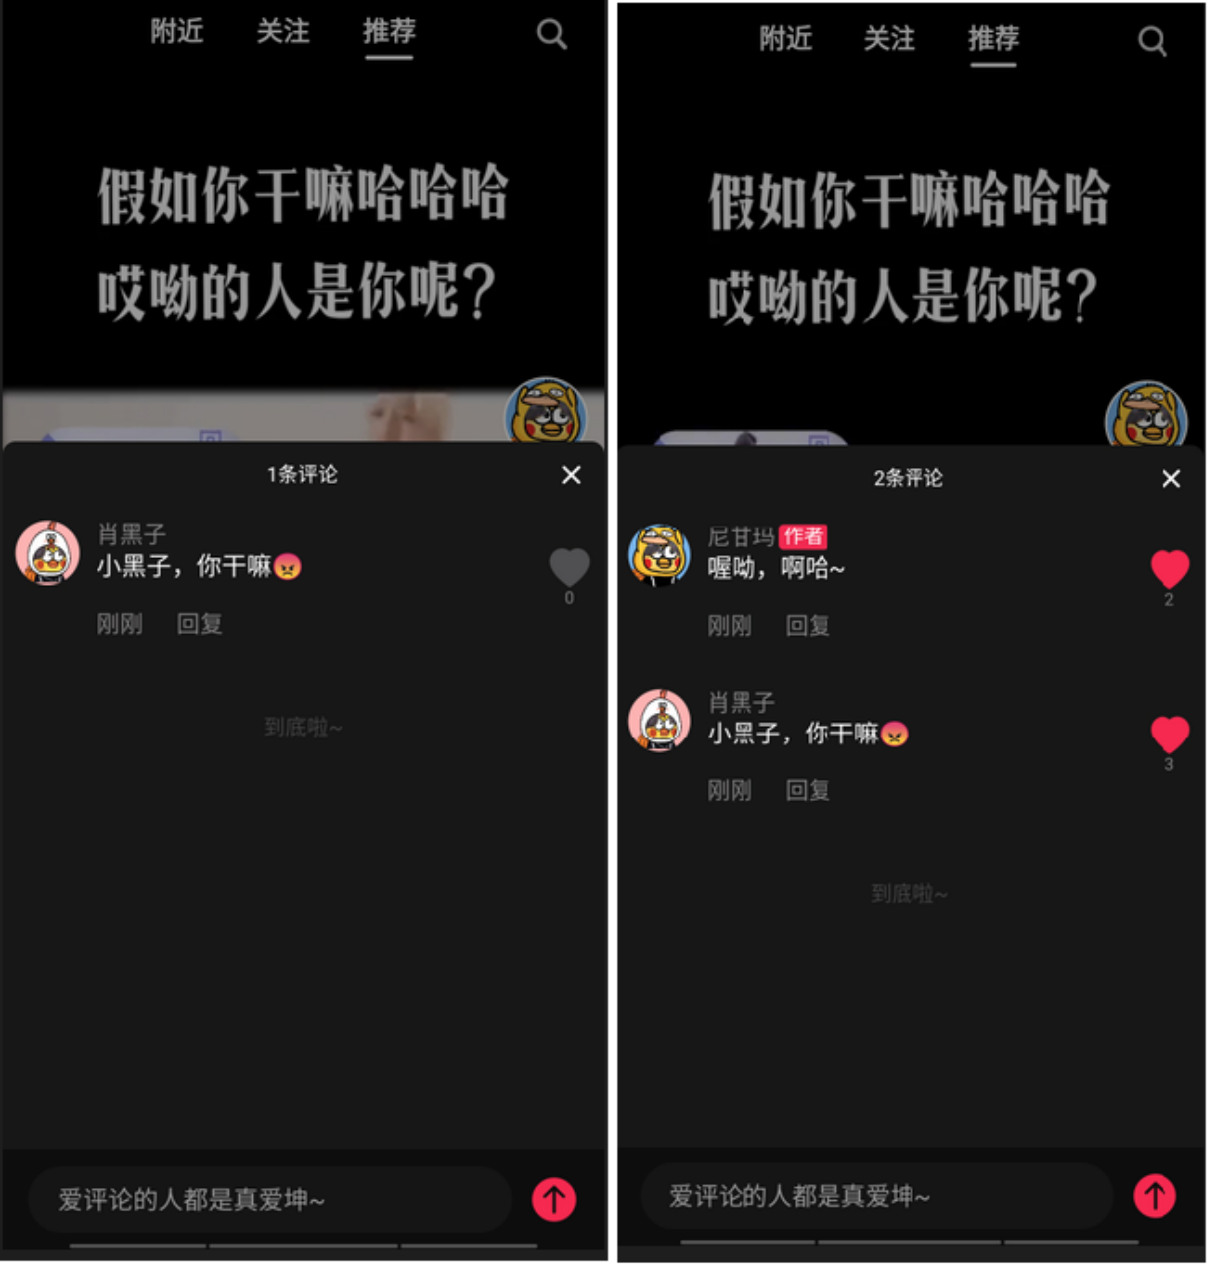 附近 关注 推荐
假如你干嘛哈哈哈
哎呦的人是你呢?
1条评论
肖黑子
小黑子，你干嘛😡
0
刚刚 回复
到底啦~
爱评论的人都是真爱坤~
附近 关注 推荐
假如你干嘛哈哈哈
哎呦的人是你呢?
2条评论
尼甘玛 作者
喔呦，啊哈~
2
刚刚 回复
肖黑子
小黑子，你干嘛😡
3
刚刚 回复
到底啦~
爱评论的人都是真爱坤~